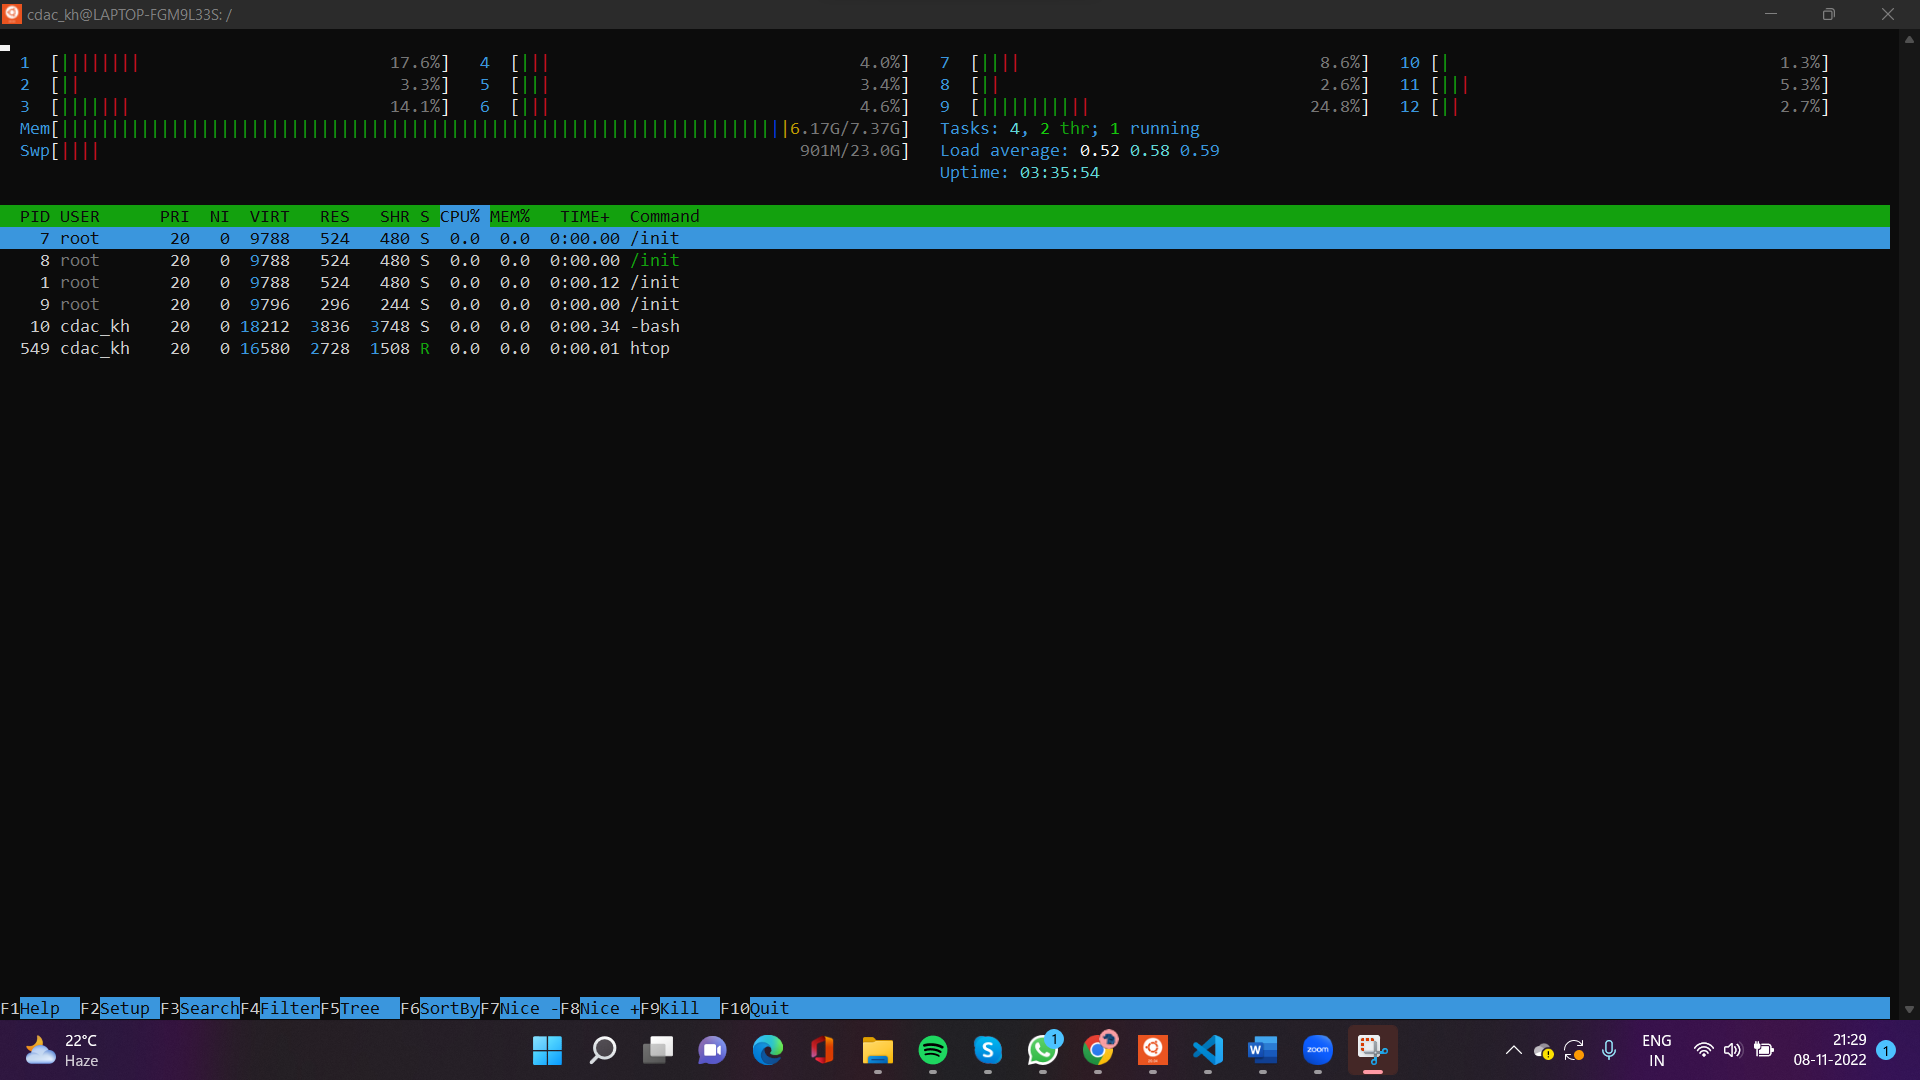 cdac_kh@LAPTOP-FGM9L33S: /
1 [|||||||| 17.6%] 4 [||| 4.0%] 7 [|||| 8.6%] 10 [| 1.3%]
2 [|| 3.3%] 5 [||| 3.4%] 8 [|| 2.6%] 11 [||| 5.3%]
3 [||||||| 14.1%] 6 [||| 4.6%] 9 [||||||||||| 24.8%] 12 [|| 2.7%]
Mem[|||||||||||||||||||||||||||||||||||||||||||||||||||||||||||||||||||||||||6.17G/7.37G] Tasks: 4, 2 thr; 1 running
Swp[|||| 901M/23.0G] Load average: 0.52 0.58 0.59
Uptime: 03:35:54
PID USER PRI NI VIRT RES SHR S CPU% MEM% TIME+ Command
7 root 20 0 9788 524 480 S 0.0 0.0 0:00.00 /init
8 root 20 0 9788 524 480 S 0.0 0.0 0:00.00 /init
1 root 20 0 9788 524 480 S 0.0 0.0 0:00.12 /init
9 root 20 0 9796 296 244 S 0.0 0.0 0:00.00 /init
10 cdac_kh 20 0 18212 3836 3748 S 0.0 0.0 0:00.34 -bash
549 cdac_kh 20 0 16580 2728 1508 R 0.0 0.0 0:00.01 htop
F1Help F2Setup F3SearchF4FilterF5Tree F6SortByF7Nice -F8Nice +F9Kill F10Quit
22°C
Haze
S
1
W
zoom
ENG
IN
21:29
08-11-2022
1